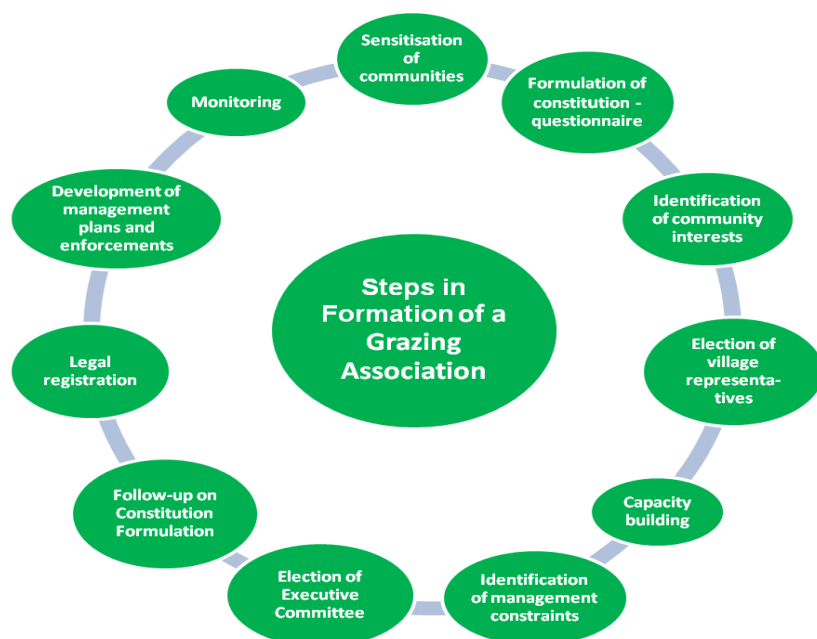 Sensitisation
of
communities
Formulation of
constitution -
questionnaire
Identification
of community
interests
Election of
village
representa-
tives
Capacity
building
Identification
of management
constraints
Election of
Executive
Committee
Follow-up on
Constitution
Formulation
Legal
registration
Development of
management
plans and
enforcements
Monitoring
Steps in
Formation of a
Grazing
Association